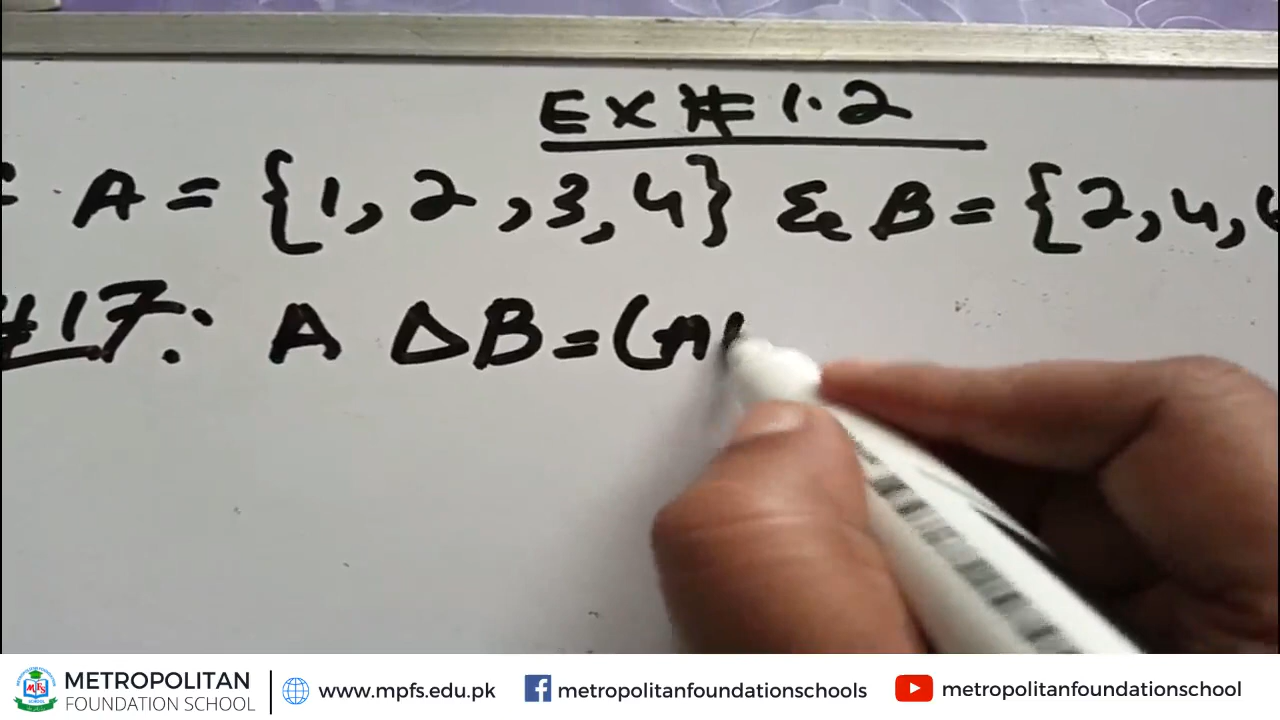 Ex # 1.2
A = {1, 2, 3, 4} & B = {2, 4, 6
#17: A Δ B = (A
METROPOLITAN
FOUNDATION SCHOOL
www.mpfs.edu.pk
metropolitanfoundationschools
metropolitanfoundationschool